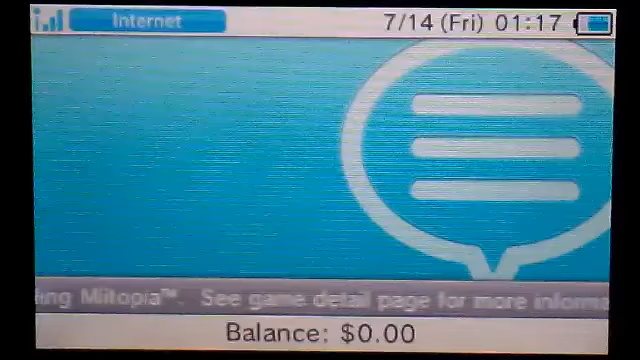 Internet 7/14 (Fri) 01:17
ing Miitopia™. See game detail page for more informa
Balance: $0.00